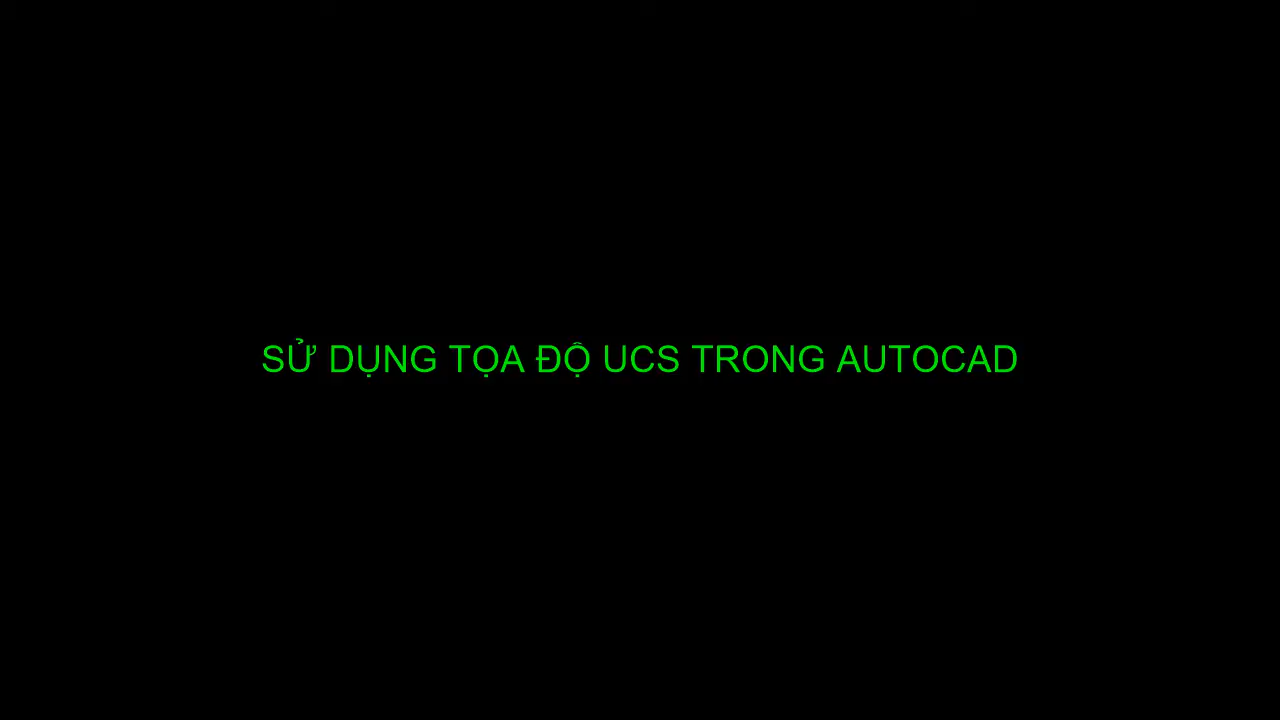 SỬ DỤNG TỌA ĐỘ UCS TRONG AUTOCAD